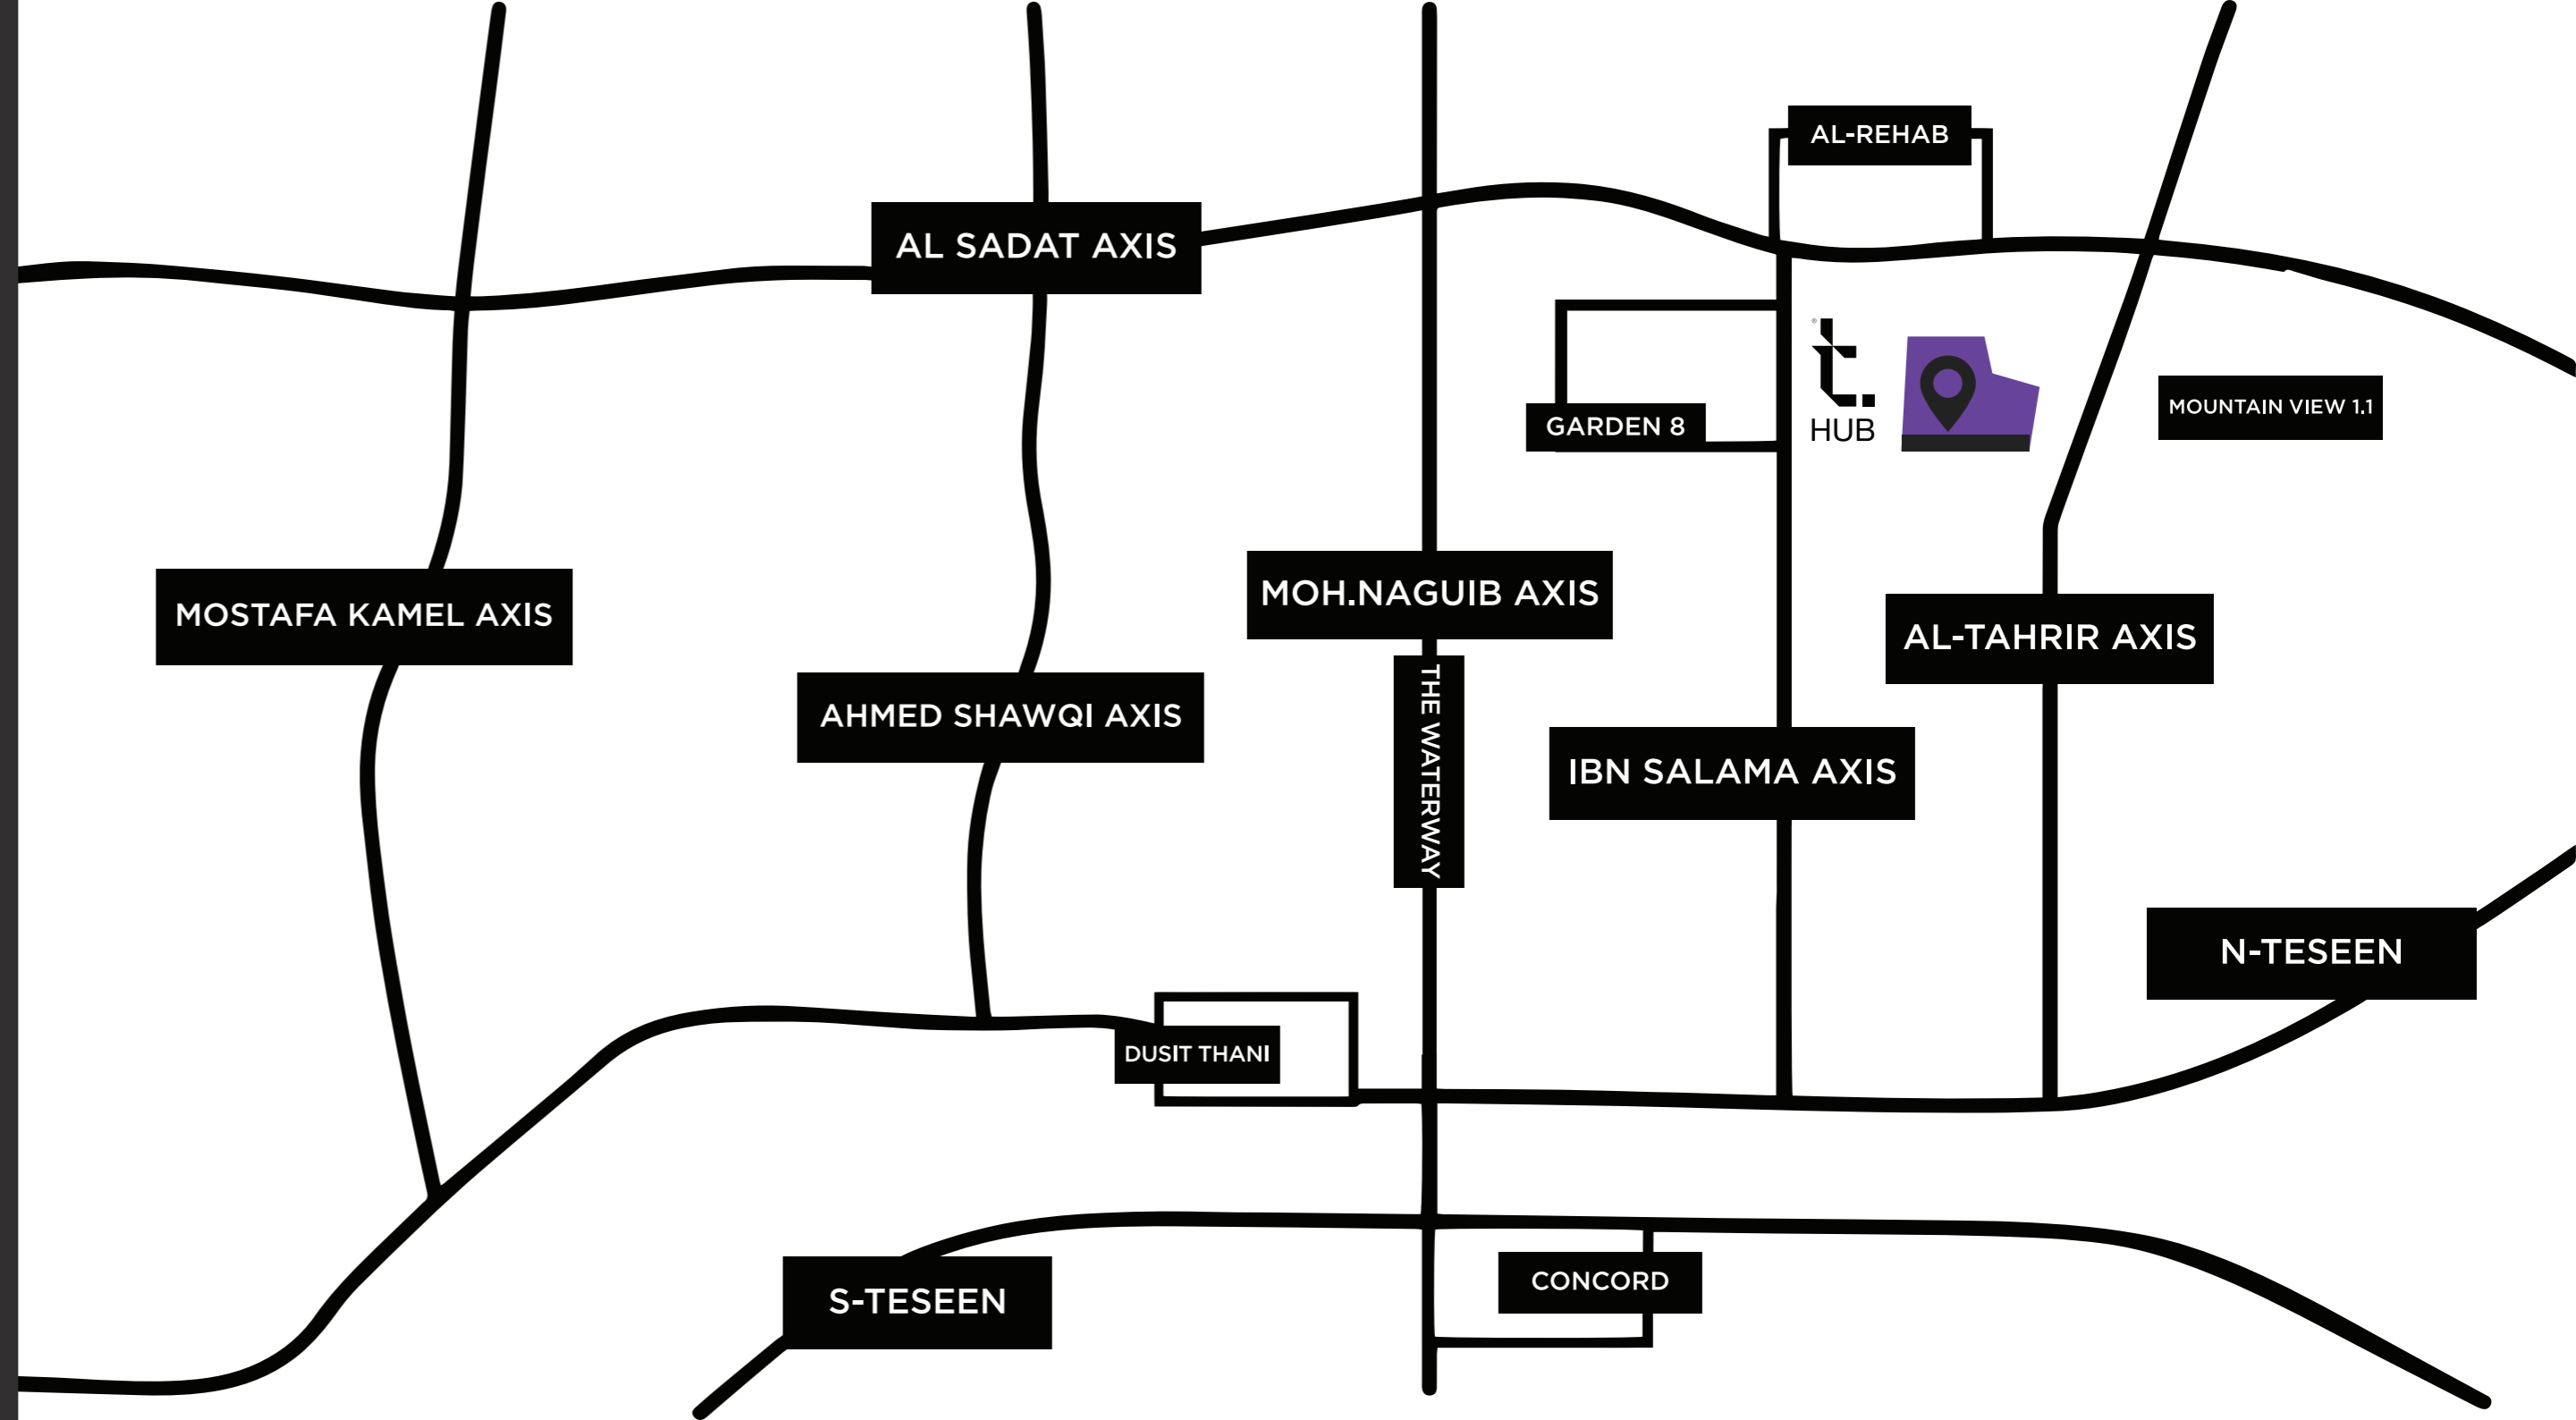 AL-REHAB
AL SADAT AXIS
t.
HUB
MOUNTAIN VIEW 1.1
GARDEN 8
MOH.NAGUIB AXIS
MOSTAFA KAMEL AXIS
AL-TAHRIR AXIS
AHMED SHAWQI AXIS
THE WATERWAY
IBN SALAMA AXIS
N-TESEEN
DUSIT THANI
CONCORD
S-TESEEN